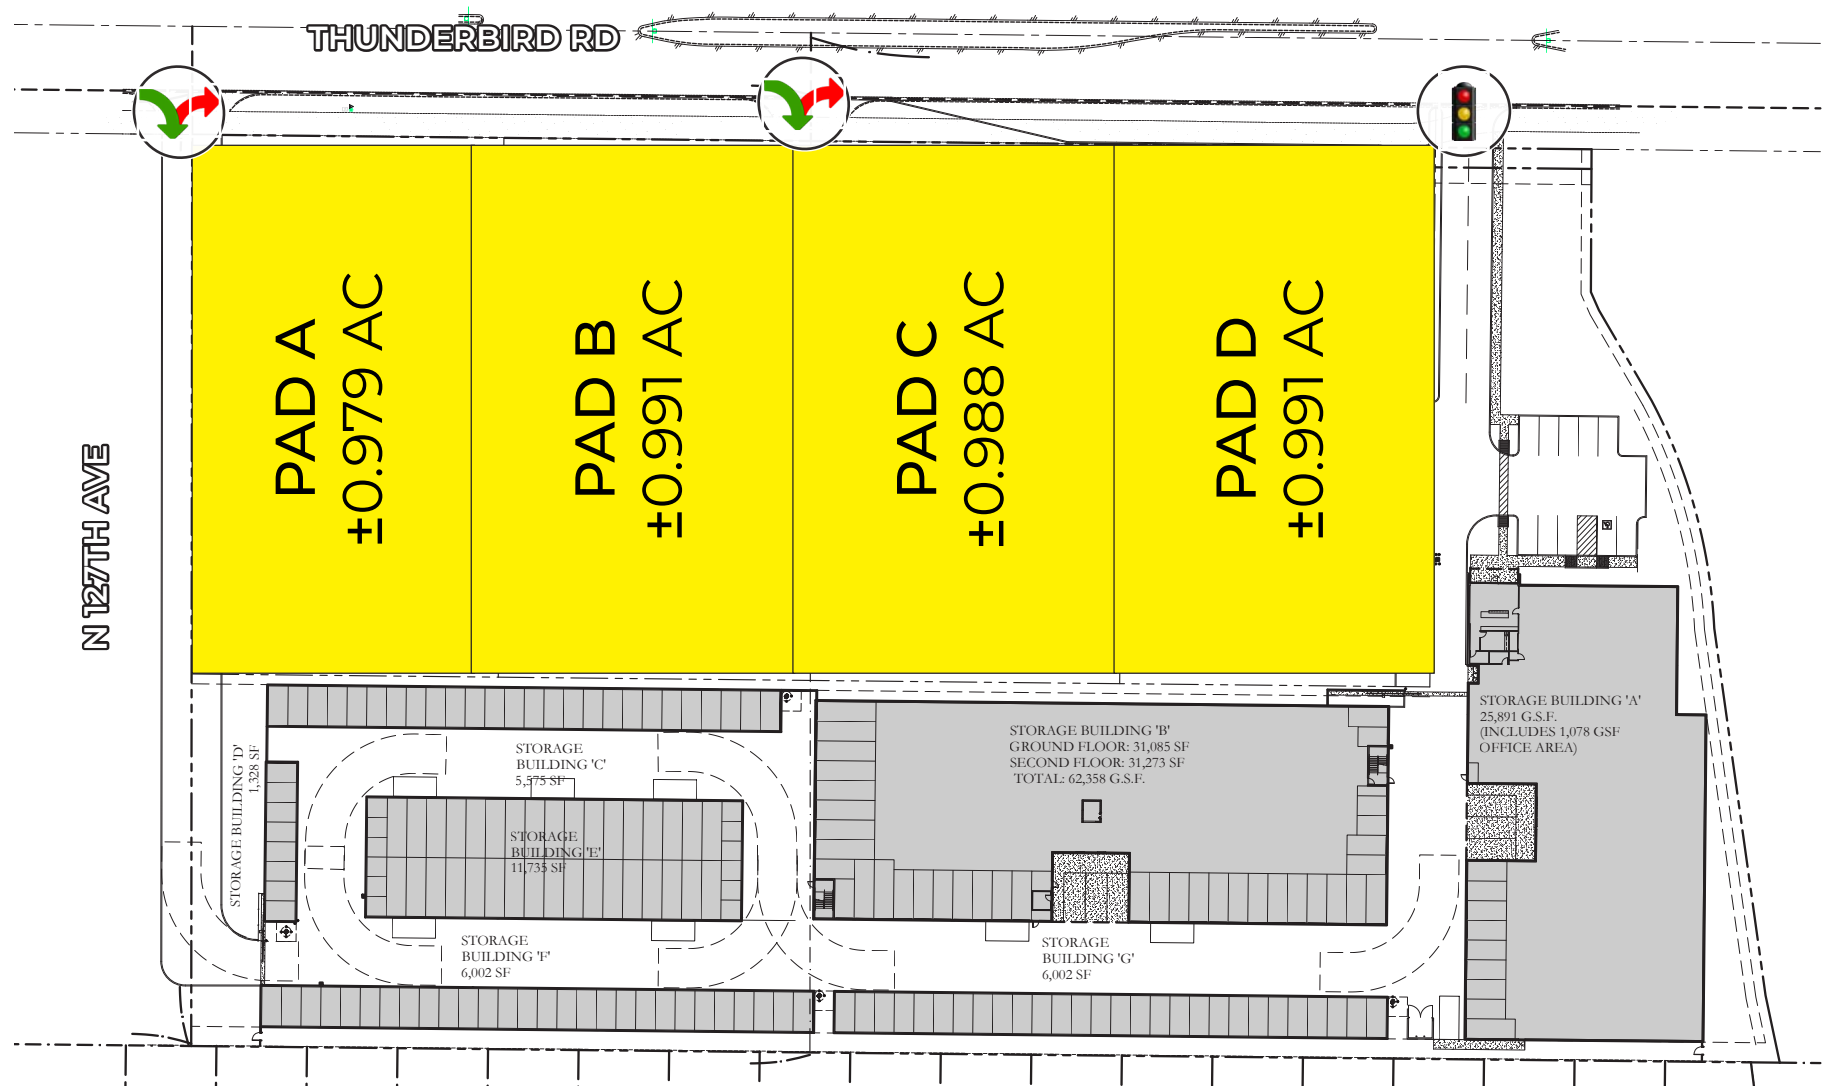 THUNDERBIRD RD
N 127TH AVE
PAD A
±0.979 AC
PAD B
±0.991 AC
PAD C
±0.988 AC
PAD D
±0.991 AC
STORAGE BUILDING 'A'
25,891 G.S.F.
(INCLUDES 1,078 GSF
OFFICE AREA)
STORAGE BUILDING 'B'
GROUND FLOOR: 31,085 SF
SECOND FLOOR: 31,273 SF
TOTAL: 62,358 G.S.F.
STORAGE
BUILDING 'C'
5,575 SF
STORAGE BUILDING 'D'
1,328 SF
STORAGE
BUILDING 'E'
11,735 SF
STORAGE
BUILDING 'F'
6,002 SF
STORAGE
BUILDING 'G'
6,002 SF